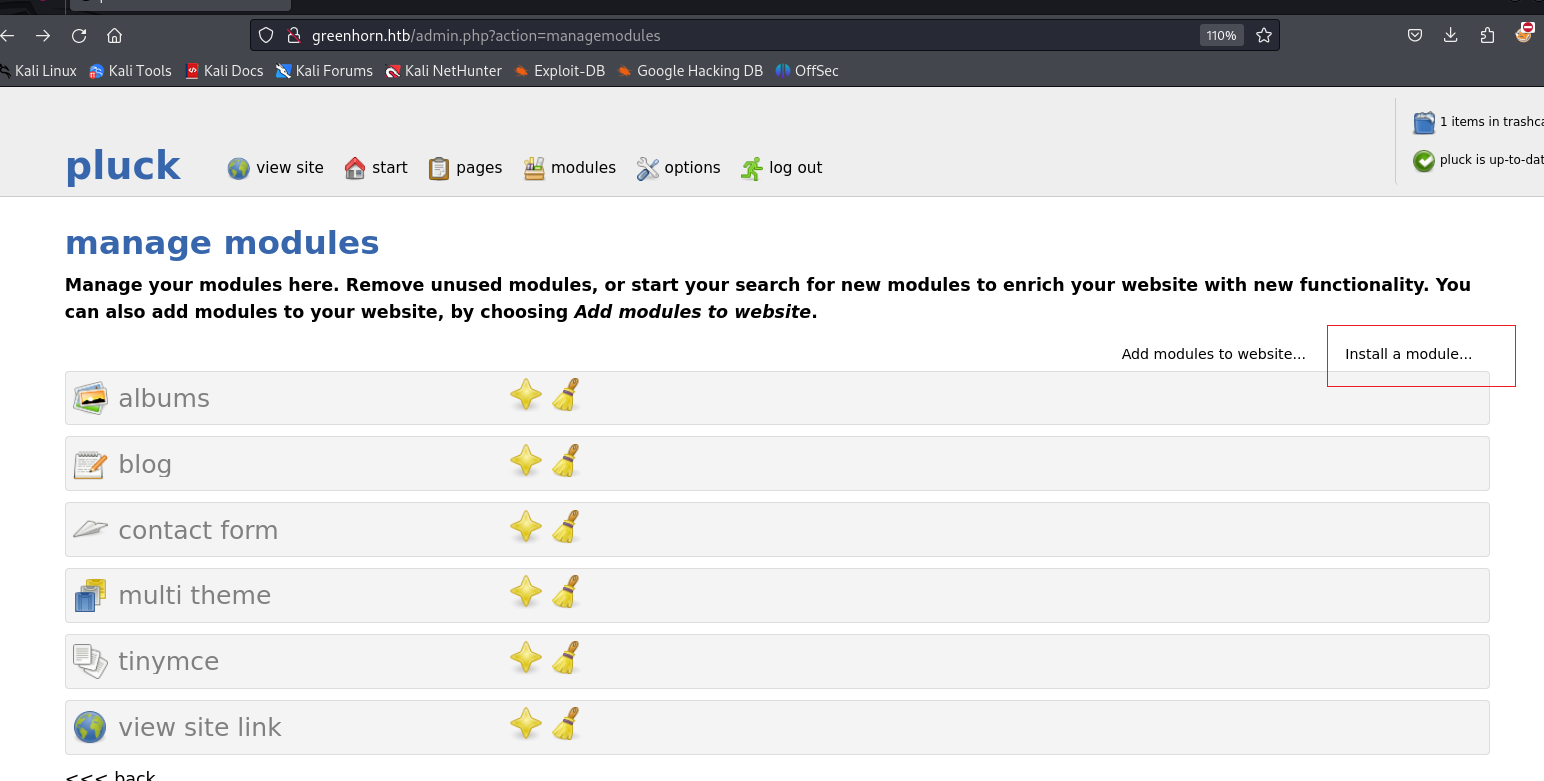 greenhorn.htb/admin.php?action=managemodules 110%
Kali Linux Kali Tools Kali Docs Kali Forums Kali NetHunter Exploit-DB Google Hacking DB OffSec
1 items in trashca
pluck view site start pages modules options log out
pluck is up-to-dat
manage modules
Manage your modules here. Remove unused modules, or start your search for new modules to enrich your website with new functionality. You
can also add modules to your website, by choosing Add modules to website.
Add modules to website... Install a module...
albums
blog
contact form
multi theme
tinymce
view site link
<<< back